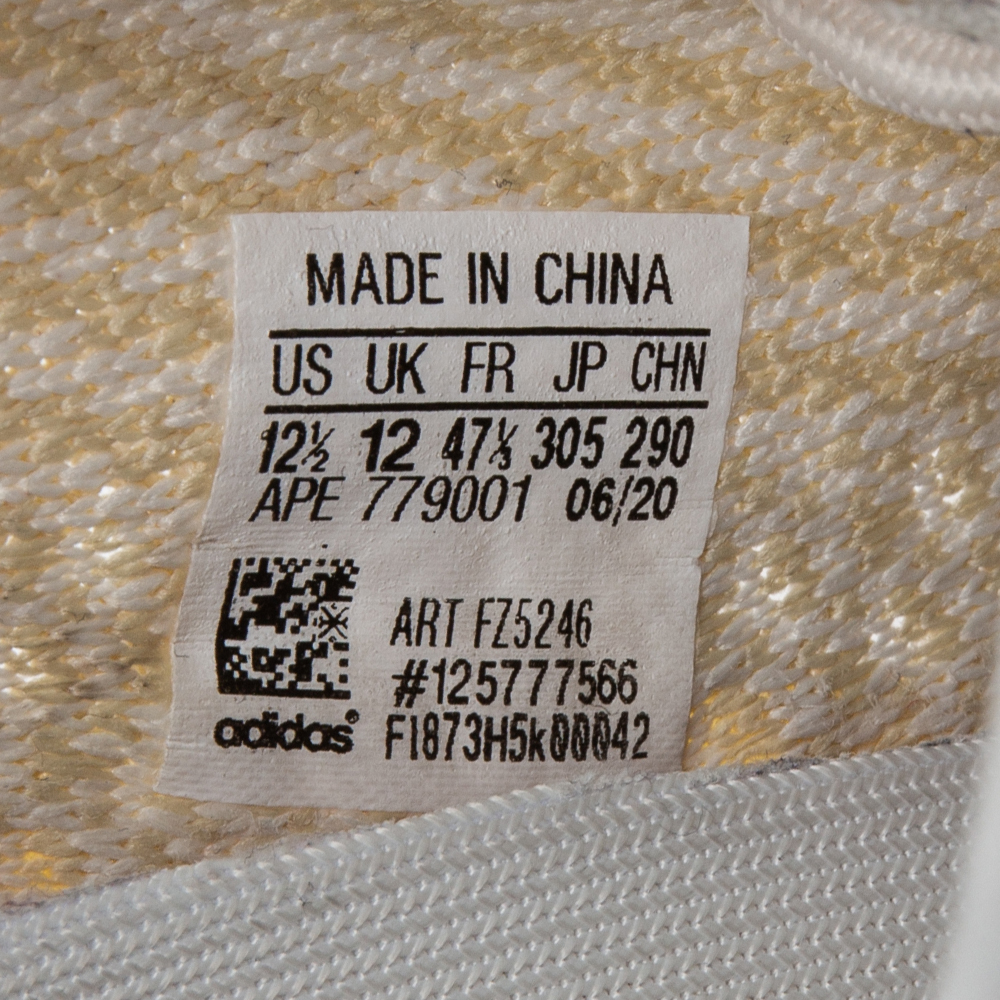 MADE IN CHINA
US UK FR JP CHN
12½ 12 47⅓ 305 290
APE 779001 06/20
ART FZ5246
#125777566
adidas® F1873H5k00042